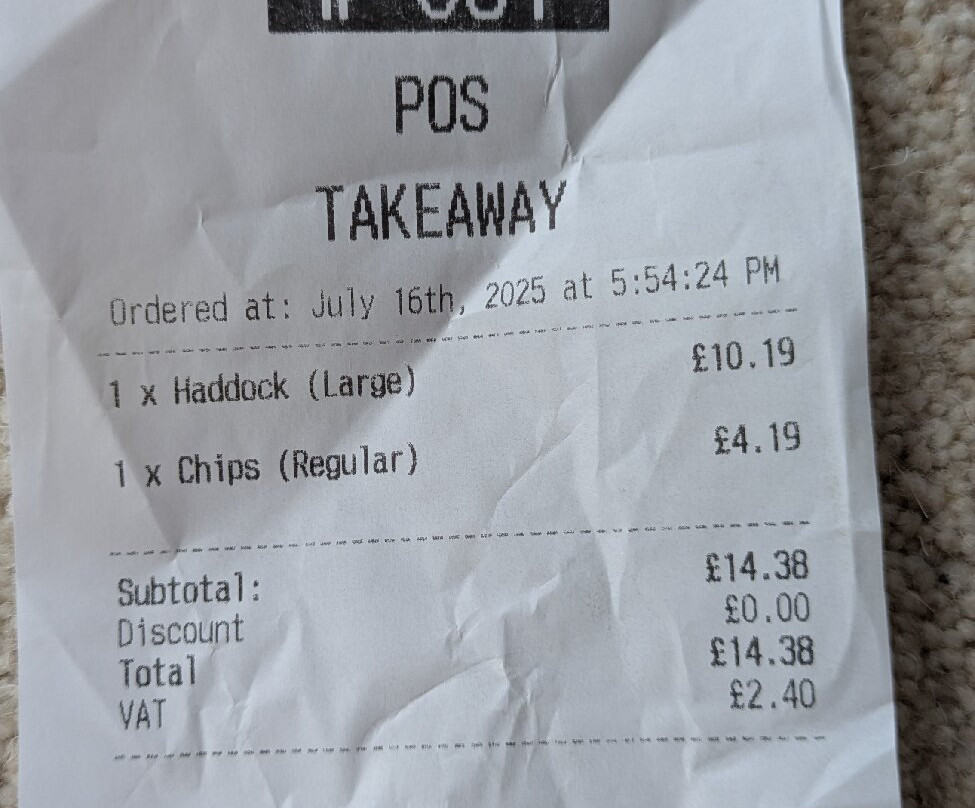 POS
TAKEAWAY
Ordered at: July 16th, 2025 at 5:54:24 PM
1 x Haddock (Large) £10.19
1 x Chips (Regular) £4.19
Subtotal: £14.38
Discount £0.00
Total £14.38
VAT £2.40